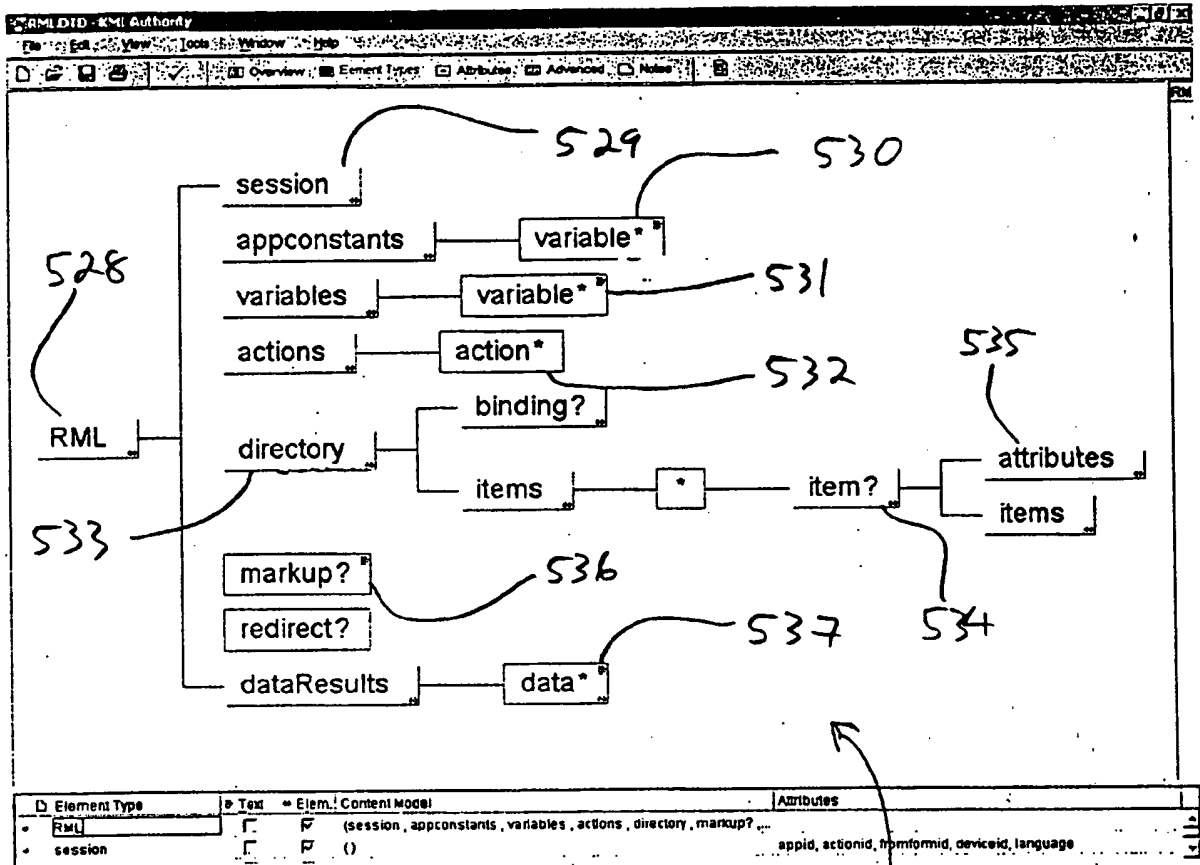 RML.DTD - XML Authority
File Edit View Tools Window Help
Overview Element Types Attributes Advanced Notes
RM
529
530
session
appconstants
variable*
528
variables
variable*
531
actions
action*
535
532
binding?
RML
directory
attributes
items
*
item?
items
533
markup?
536
redirect?
537
534
dataResults
data*
Element Type Text Elem. Content Model Attributes
RML (session , appconstants , variables , actions , directory , markup? , ...
session () appid, actionid, fromformid, deviceid, language